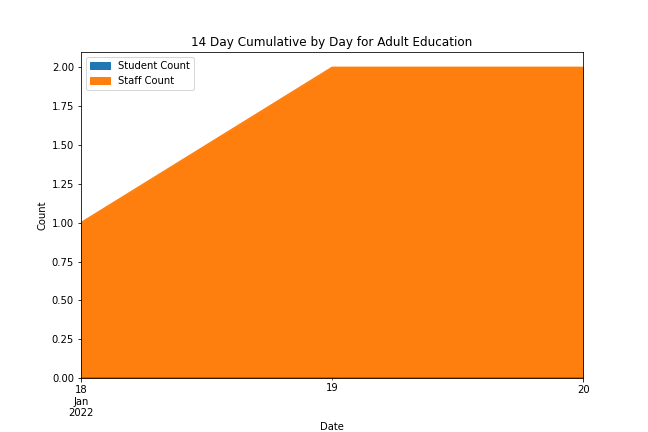 14 Day Cumulative by Day for Adult Education
Student Count
Staff Count
2.00
1.75
1.50
1.25
1.00
0.75
0.50
0.25
0.00
Count
18
Jan
2022
19
20
Date